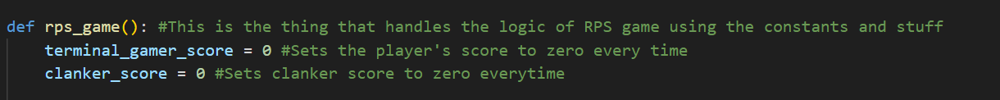 def rps_game(): #This is the thing that handles the logic of RPS game using the constants and stuff
    terminal_gamer_score = 0 #Sets the player's score to zero every time
    clanker_score = 0 #Sets clanker score to zero everytime